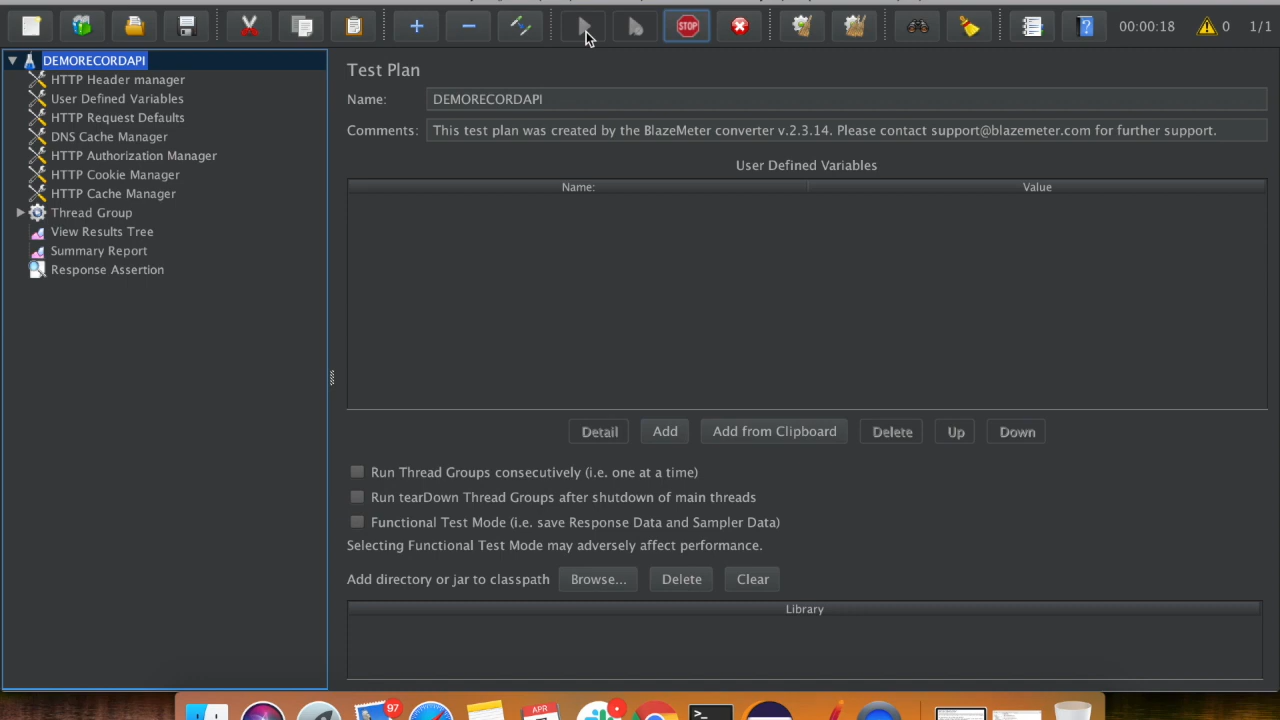 STOP
00:00:18
0
1/1
DEMORECORDAPI
HTTP Header manager
User Defined Variables
HTTP Request Defaults
DNS Cache Manager
HTTP Authorization Manager
HTTP Cookie Manager
HTTP Cache Manager
Thread Group
View Results Tree
Summary Report
Response Assertion
Test Plan
Name: DEMORECORDAPI
Comments: This test plan was created by the BlazeMeter converter v.2.3.14. Please contact support@blazemeter.com for further support.
User Defined Variables
Name: Value
Detail Add Add from Clipboard Delete Up Down
Run Thread Groups consecutively (i.e. one at a time)
Run tearDown Thread Groups after shutdown of main threads
Functional Test Mode (i.e. save Response Data and Sampler Data)
Selecting Functional Test Mode may adversely affect performance.
Add directory or jar to classpath Browse... Delete Clear
Library
97
APR